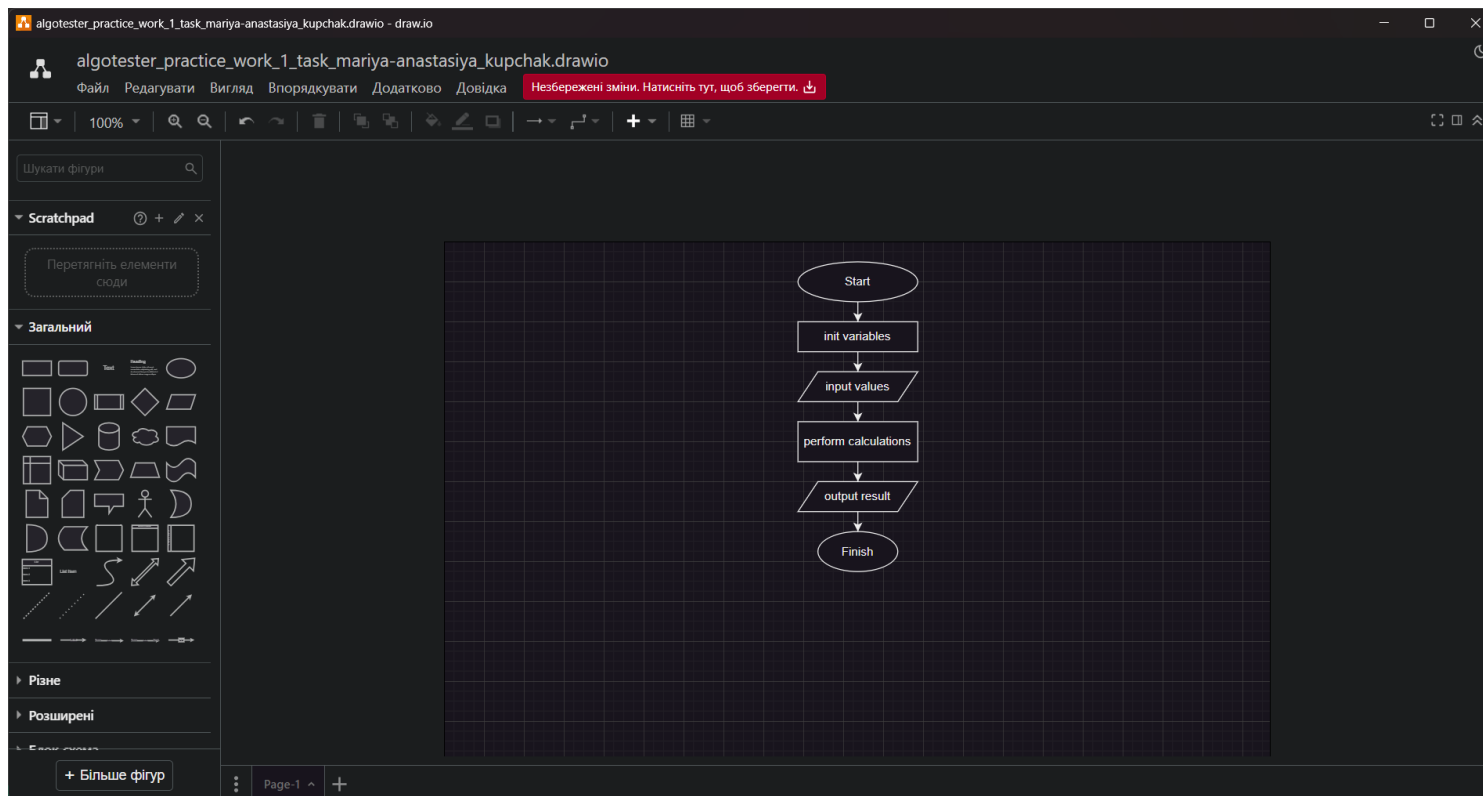 algotester_practice_work_1_task_mariya-anastasiya_kupchak.drawio - draw.io
algotester_practice_work_1_task_mariya-anastasiya_kupchak.drawio
Файл Редагувати Вигляд Впорядкувати Додатково Довідка Незбережені зміни. Натисніть тут, щоб зберегти.
100%
Шукати фігури
Scratchpad
Перетягніть елементи
сюди
Загальний
Text
Heading
List Item
Різне
Розширені
Блок-схема
+ Більше фігур
Start
init variables
input values
perform calculations
output result
Finish
Page-1